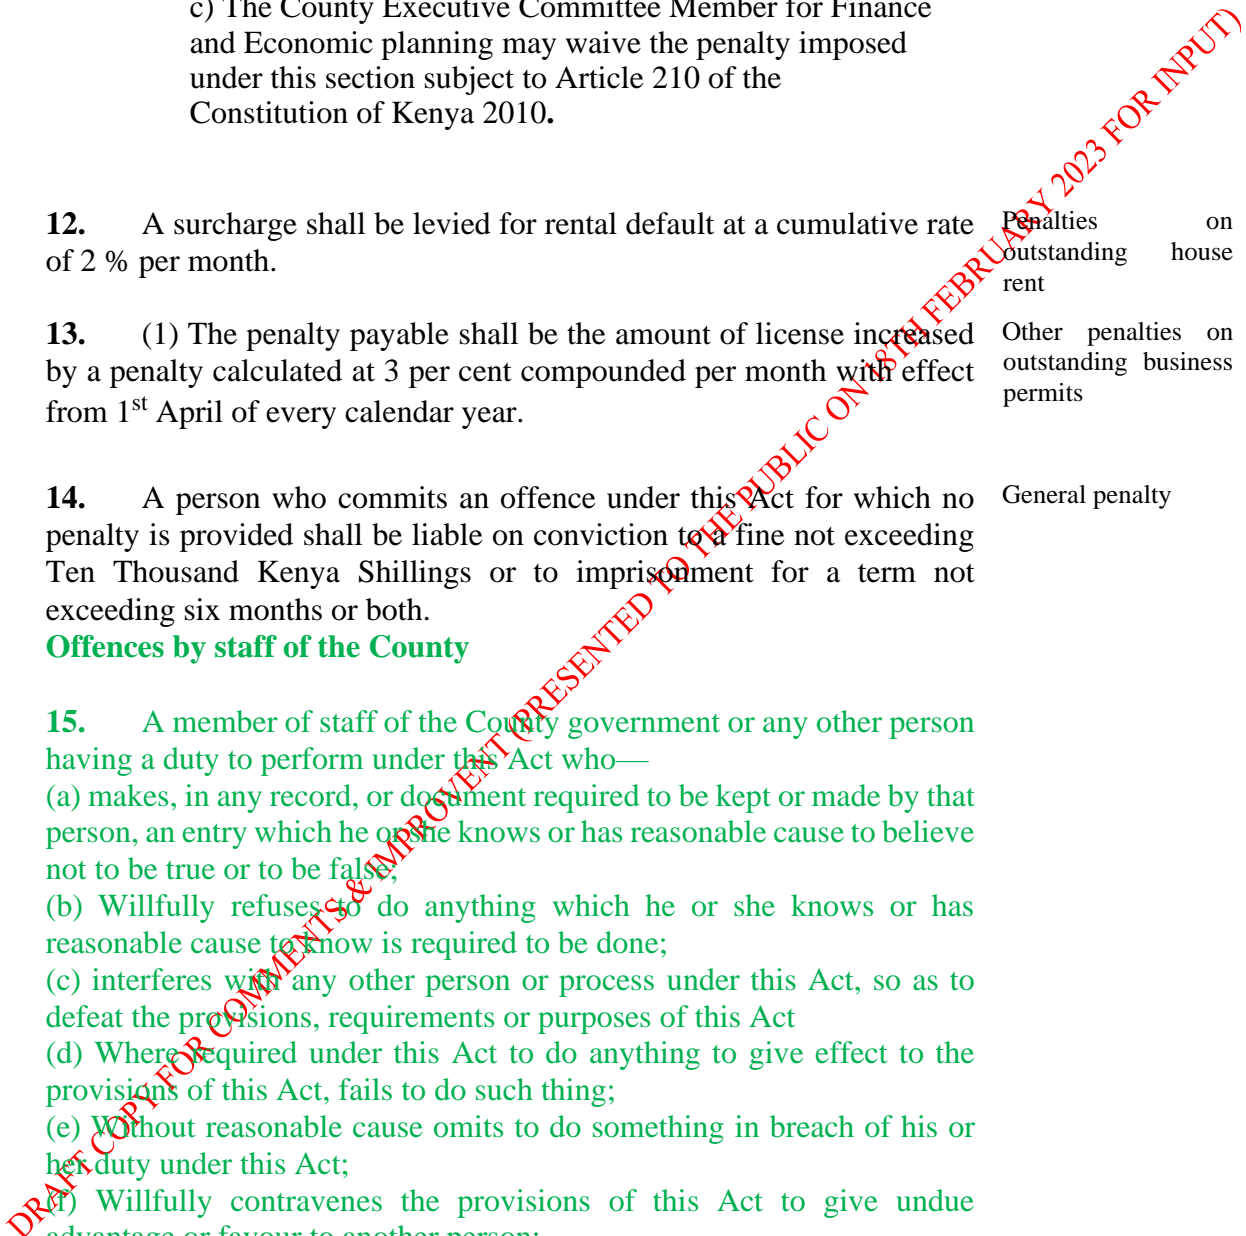 c) The County Executive Committee Member for Finance
and Economic planning may waive the penalty imposed
under this section subject to Article 210 of the
Constitution of Kenya 2010.
12. A surcharge shall be levied for rental default at a cumulative rate
of 2 % per month.
Penalties on
outstanding house
rent
13. (1) The penalty payable shall be the amount of license increased
by a penalty calculated at 3 per cent compounded per month with effect
from 1st April of every calendar year.
Other penalties on
outstanding business
permits
14. A person who commits an offence under this Act for which no
penalty is provided shall be liable on conviction to a fine not exceeding
Ten Thousand Kenya Shillings or to imprisonment for a term not
exceeding six months or both.
General penalty
Offences by staff of the County
15. A member of staff of the County government or any other person
having a duty to perform under this Act who—
(a) makes, in any record, or document required to be kept or made by that
person, an entry which he or she knows or has reasonable cause to believe
not to be true or to be false;
(b) Willfully refuses to do anything which he or she knows or has
reasonable cause to know is required to be done;
(c) interferes with any other person or process under this Act, so as to
defeat the provisions, requirements or purposes of this Act
(d) Where required under this Act to do anything to give effect to the
provisions of this Act, fails to do such thing;
(e) Without reasonable cause omits to do something in breach of his or
her duty under this Act;
(f) Willfully contravenes the provisions of this Act to give undue
advantage or favour to another person;
DRAFT COPY FOR COMMENTS & IMPROVENT (PRESENTED TO THE PUBLIC ON 18TH FEBRUARY 2023 FOR INPUT)